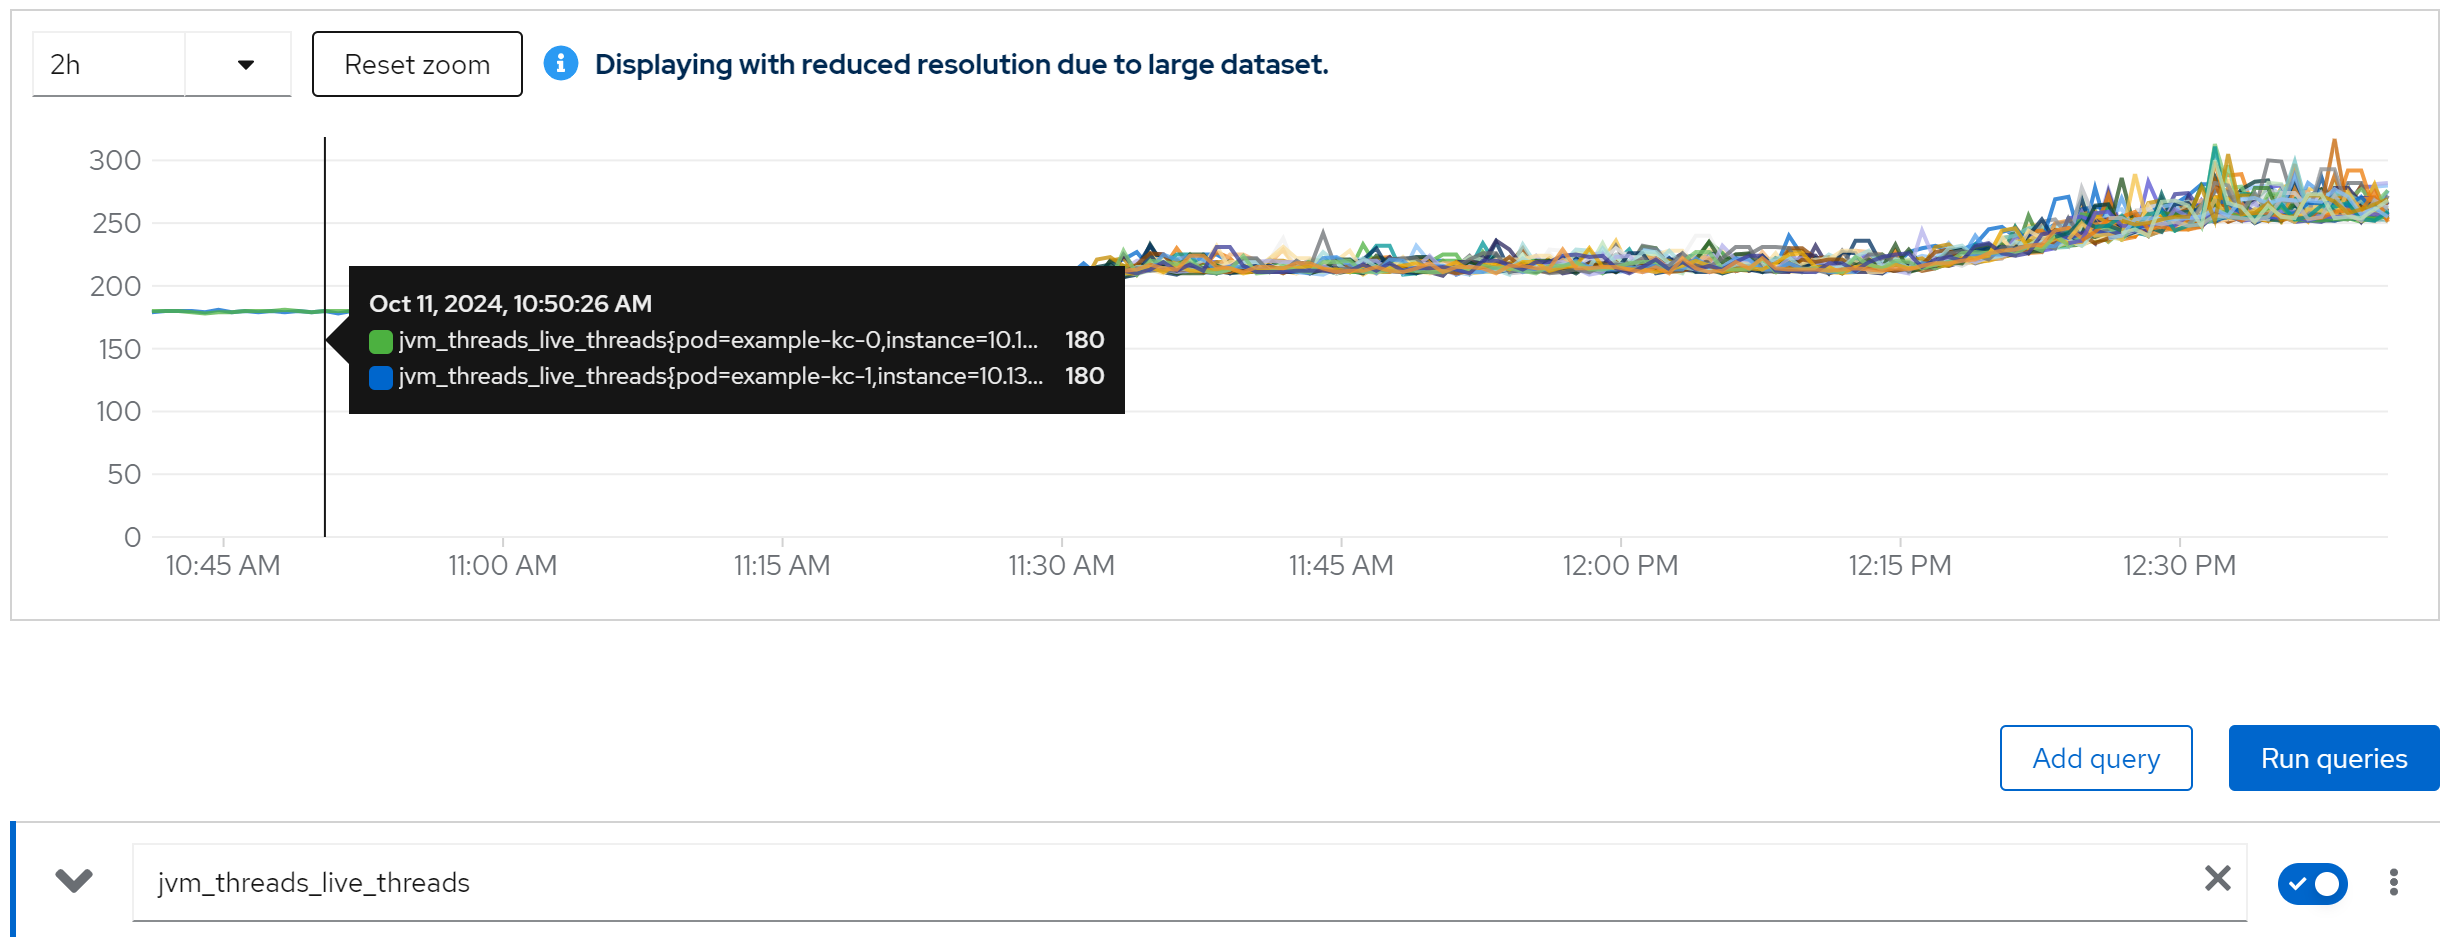 2h
Reset zoom
Displaying with reduced resolution due to large dataset.
300
250
200
150
100
50
0
Oct 11, 2024, 10:50:26 AM
jvm_threads_live_threads{pod=example-kc-0,instance=10.1... 180
jvm_threads_live_threads{pod=example-kc-1,instance=10.13... 180
10:45 AM 11:00 AM 11:15 AM 11:30 AM 11:45 AM 12:00 PM 12:15 PM 12:30 PM
Add query Run queries
jvm_threads_live_threads